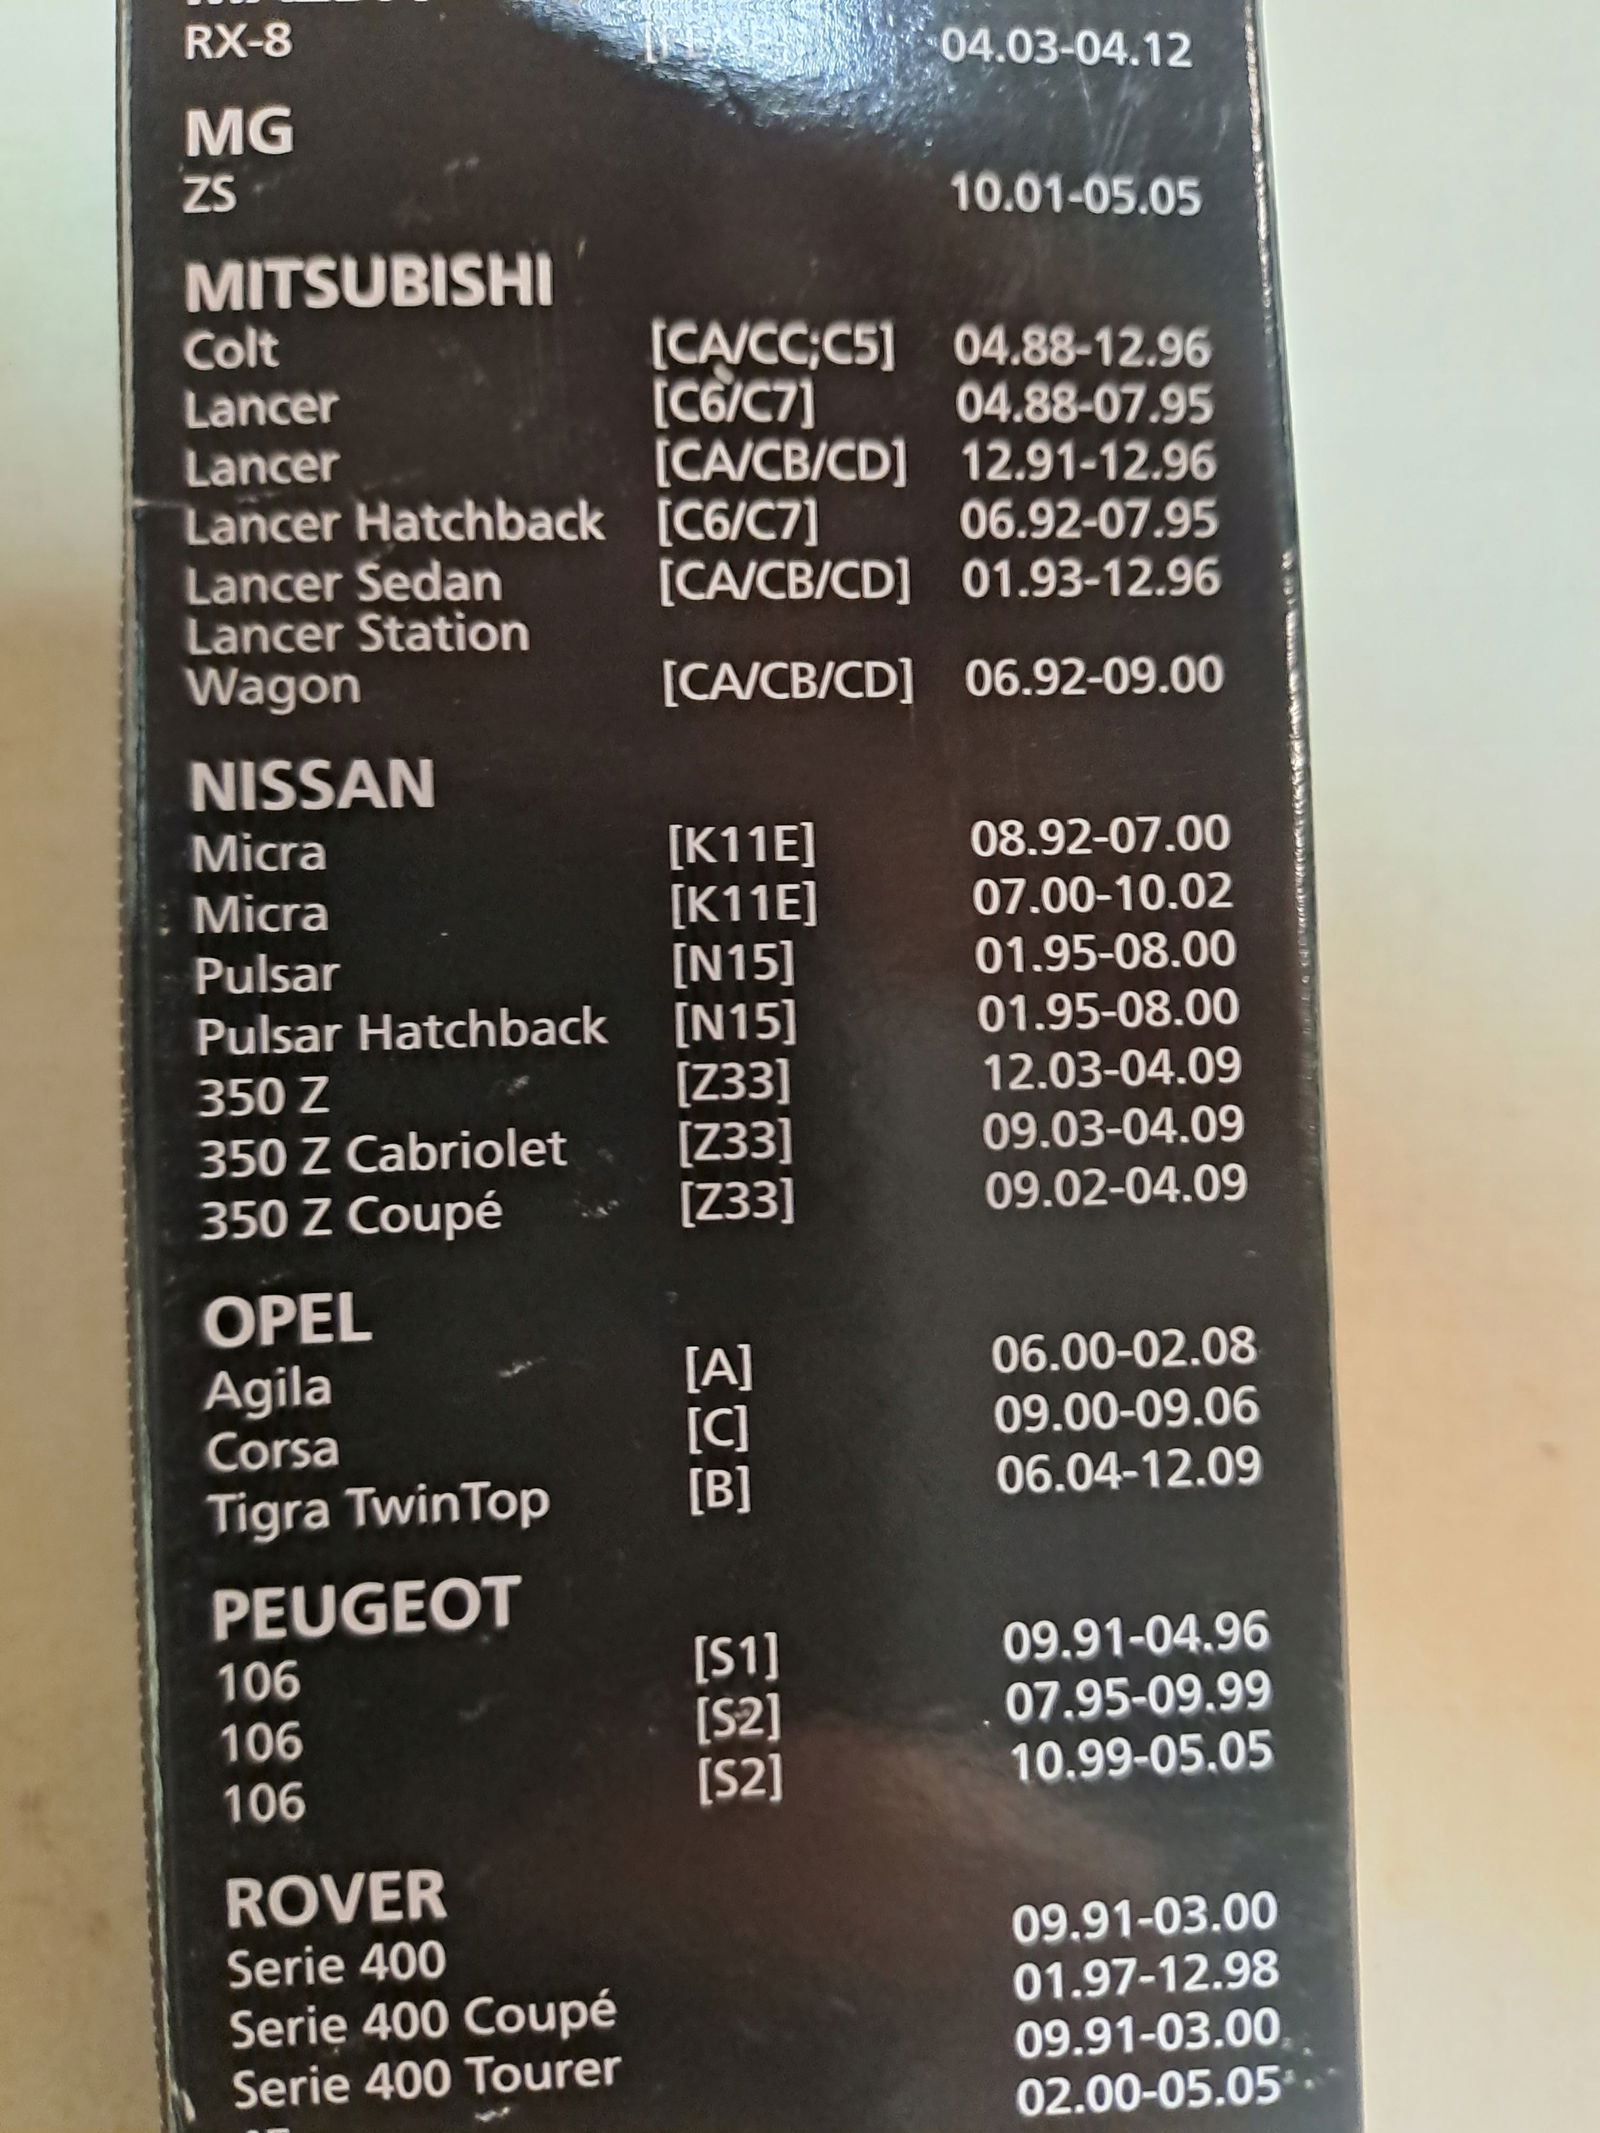 RX-8 04.03-04.12
MG
ZS 10.01-05.05
MITSUBISHI
Colt [CA/CC;C5] 04.88-12.96
Lancer [C6/C7] 04.88-07.95
Lancer [CA/CB/CD] 12.91-12.96
Lancer Hatchback [C6/C7] 06.92-07.95
Lancer Sedan [CA/CB/CD] 01.93-12.96
Lancer Station
Wagon [CA/CB/CD] 06.92-09.00
NISSAN
Micra [K11E] 08.92-07.00
Micra [K11E] 07.00-10.02
Pulsar [N15] 01.95-08.00
Pulsar Hatchback [N15] 01.95-08.00
350 Z [Z33] 12.03-04.09
350 Z Cabriolet [Z33] 09.03-04.09
350 Z Coupé [Z33] 09.02-04.09
OPEL
Agila [A] 06.00-02.08
Corsa [C] 09.00-09.06
Tigra TwinTop [B] 06.04-12.09
PEUGEOT
106 [S1] 09.91-04.96
106 [S2] 07.95-09.99
106 [S2] 10.99-05.05
ROVER
Serie 400 09.91-03.00
Serie 400 Coupé 01.97-12.98
Serie 400 Tourer 09.91-03.00
02.00-05.05